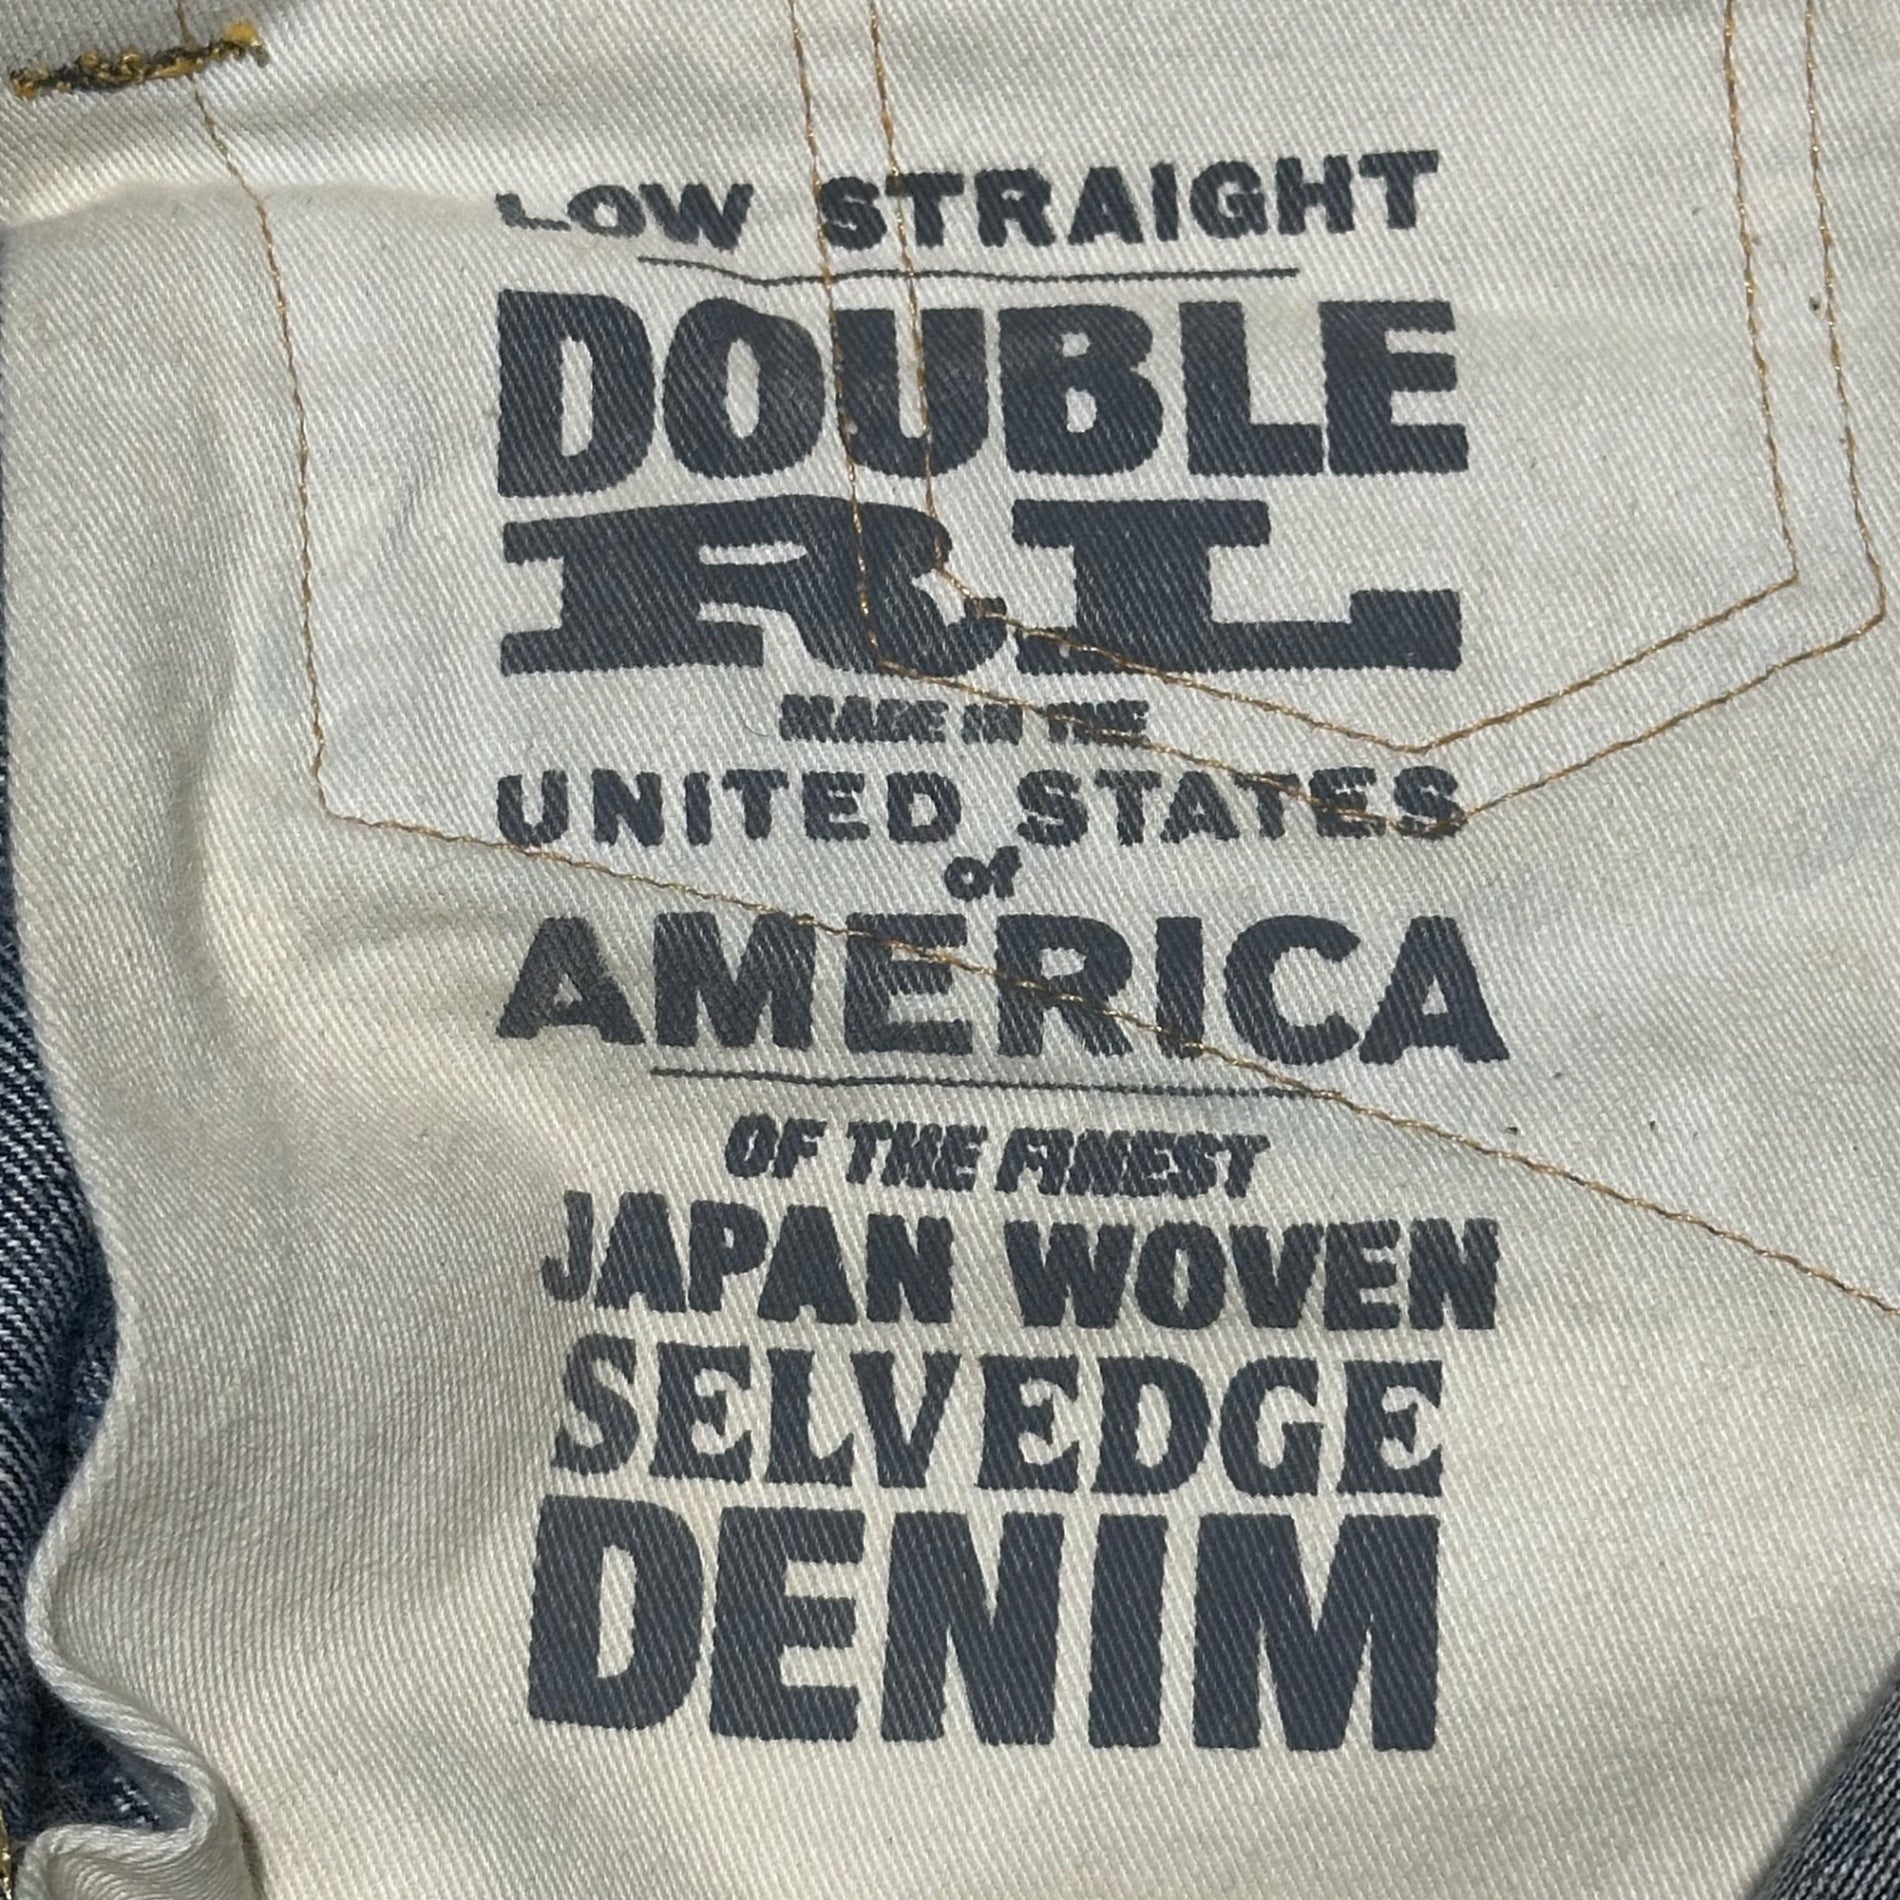 LOW STRAIGHT
DOUBLE
RL
MADE IN THE
UNITED STATES
of
AMERICA
OF THE FINEST
JAPAN WOVEN
SELVEDGE
DENIM